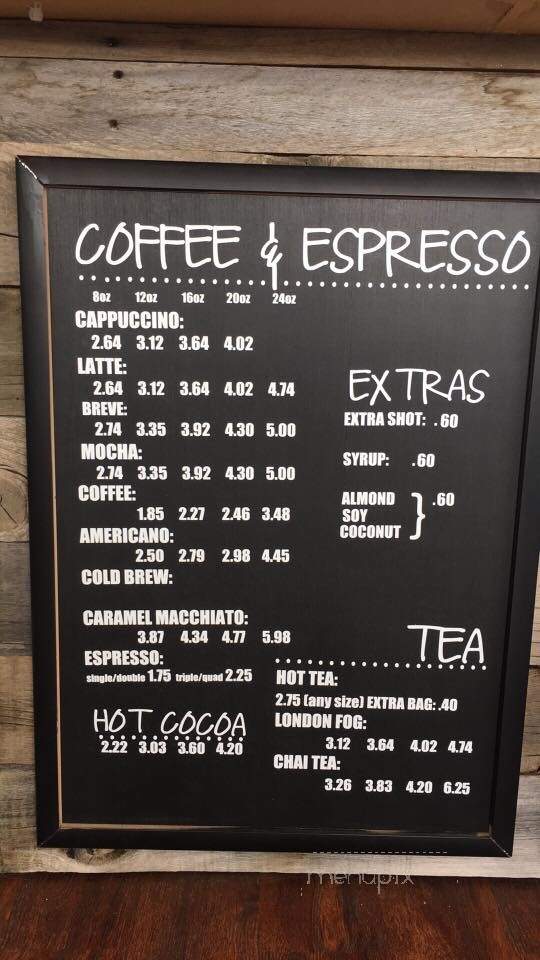 COFFEE & ESPRESSO
8oz 12oz 16oz 20oz 24oz
CAPPUCCINO:
2.64 3.12 3.64 4.02
LATTE:
2.64 3.12 3.64 4.02 4.74
BREVE:
2.74 3.35 3.92 4.30 5.00
MOCHA:
2.74 3.35 3.92 4.30 5.00
COFFEE:
1.85 2.27 2.46 3.48
AMERICANO:
2.50 2.79 2.98 4.45
COLD BREW:
CARAMEL MACCHIATO:
3.87 4.34 4.77 5.98
ESPRESSO:
single/double 1.75 triple/quad 2.25
HOT COCOA
2.22 3.03 3.60 4.20
EXTRAS
EXTRA SHOT: .60
SYRUP: .60
ALMOND } .60
SOY
COCONUT
TEA
HOT TEA:
2.75 (any size) EXTRA BAG: .40
LONDON FOG:
3.12 3.64 4.02 4.74
CHAI TEA:
3.26 3.83 4.20 6.25
menupix